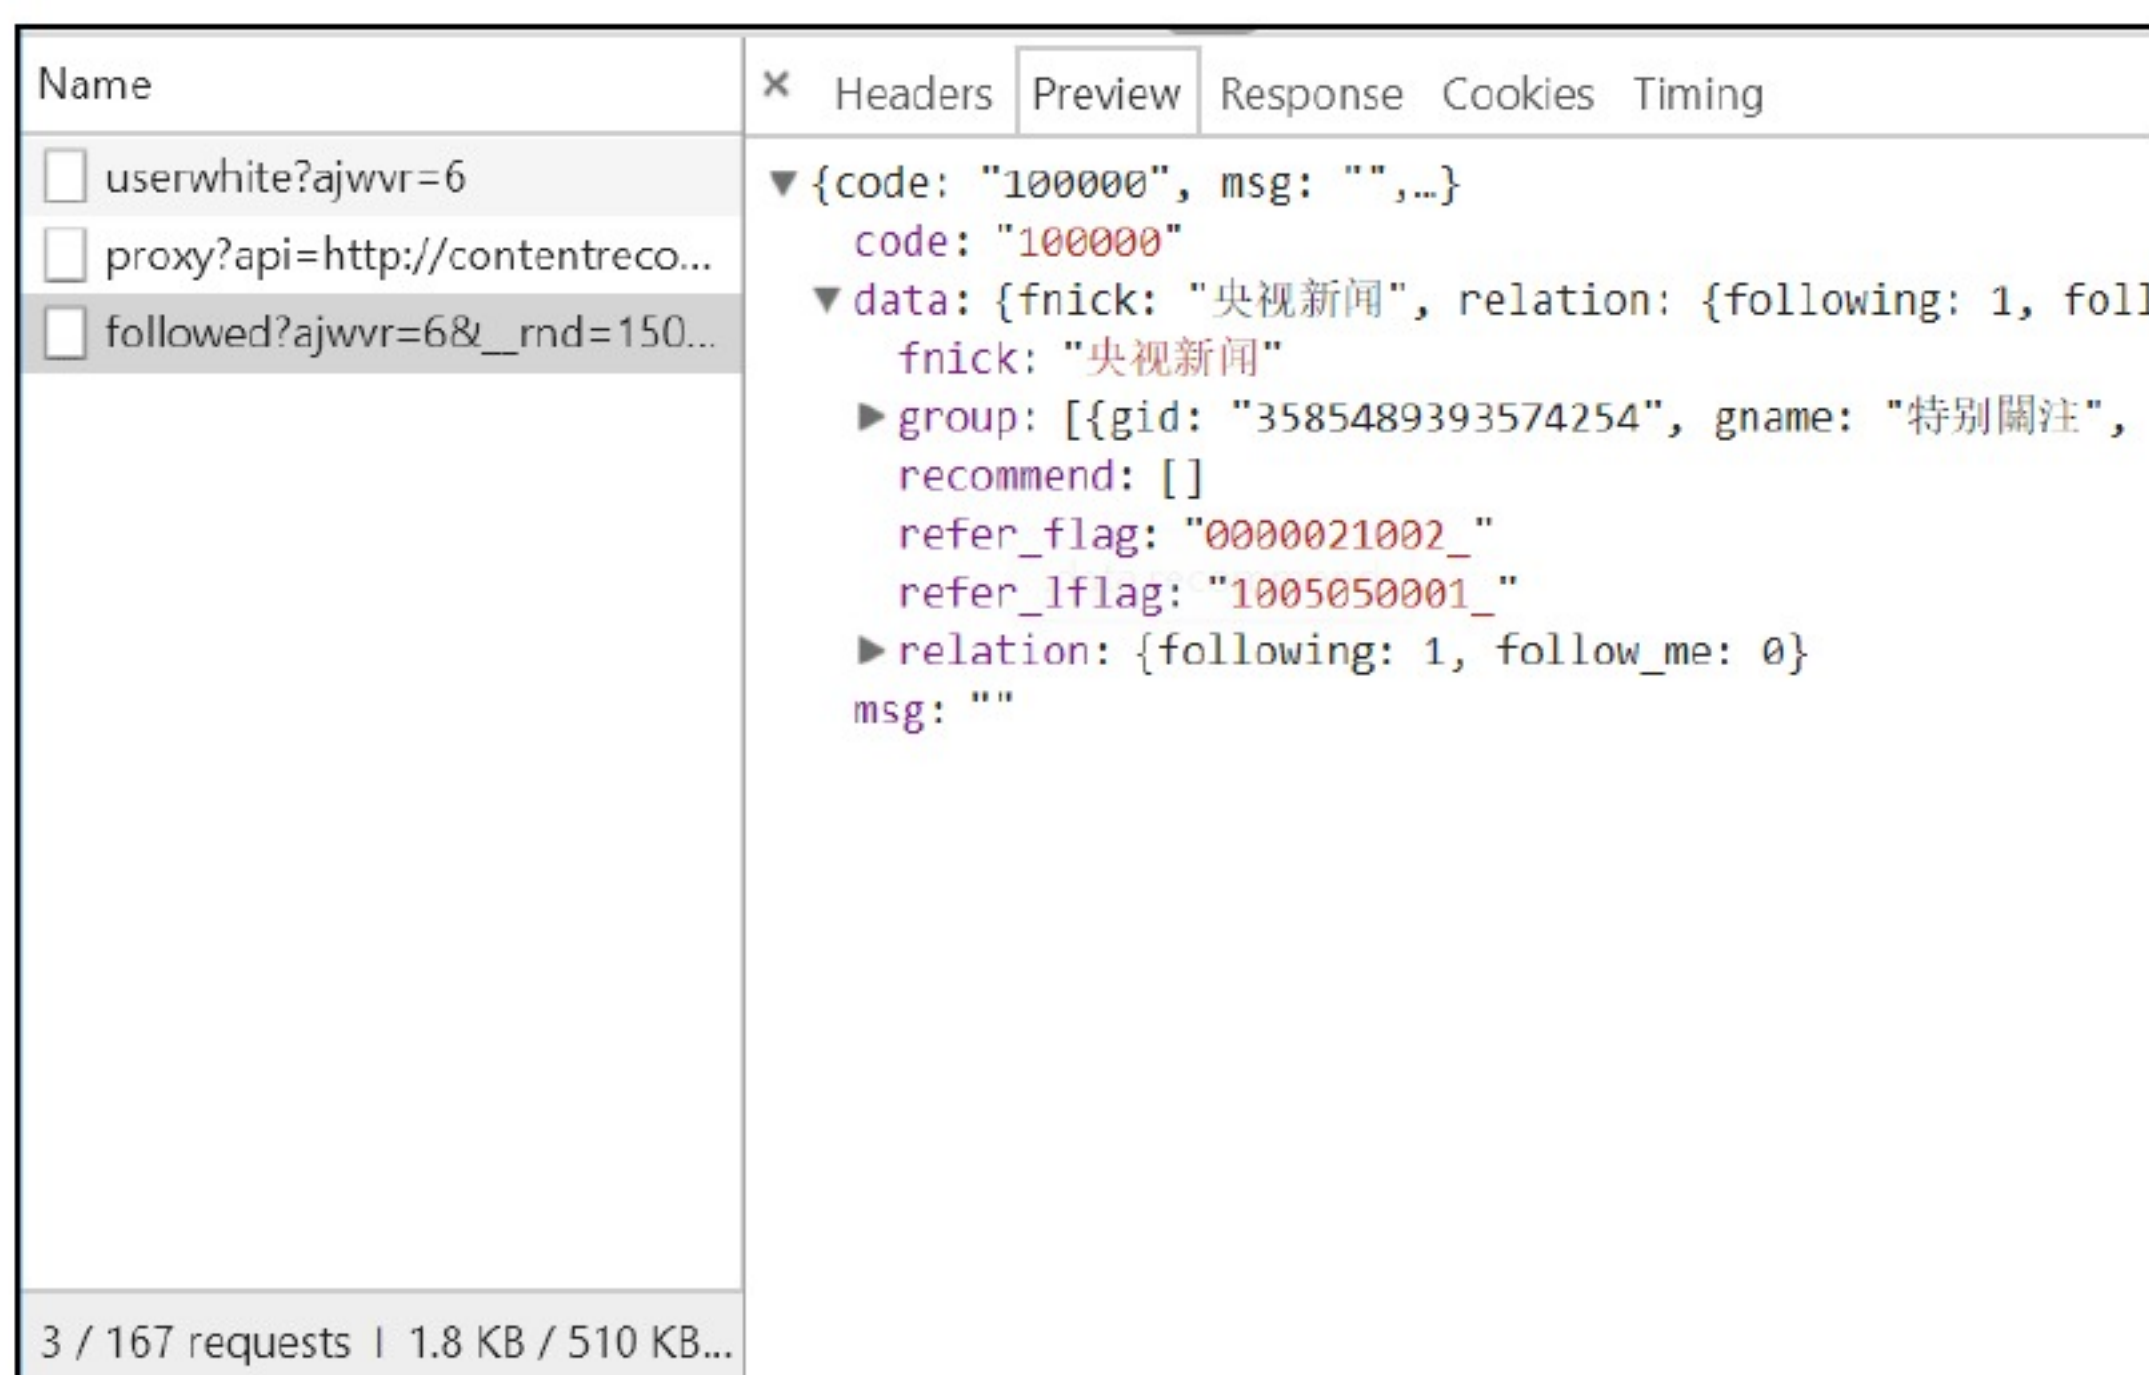 Name
userwhite?ajwvr=6
proxy?api=http://contentreco...
followed?ajwvr=6&__rnd=150...
3 / 167 requests | 1.8 KB / 510 KB...
× Headers Preview Response Cookies Timing
▼{code: "100000", msg: "",…}
code: "100000"
▼data: {fnick: "央视新闻", relation: {following: 1, foll
fnick: "央视新闻"
▶group: [{gid: "3585489393574254", gname: "特别關注",
recommend: []
refer_flag: "0000021002_"
refer_lflag: "1005050001_"
▶relation: {following: 1, follow_me: 0}
msg: ""